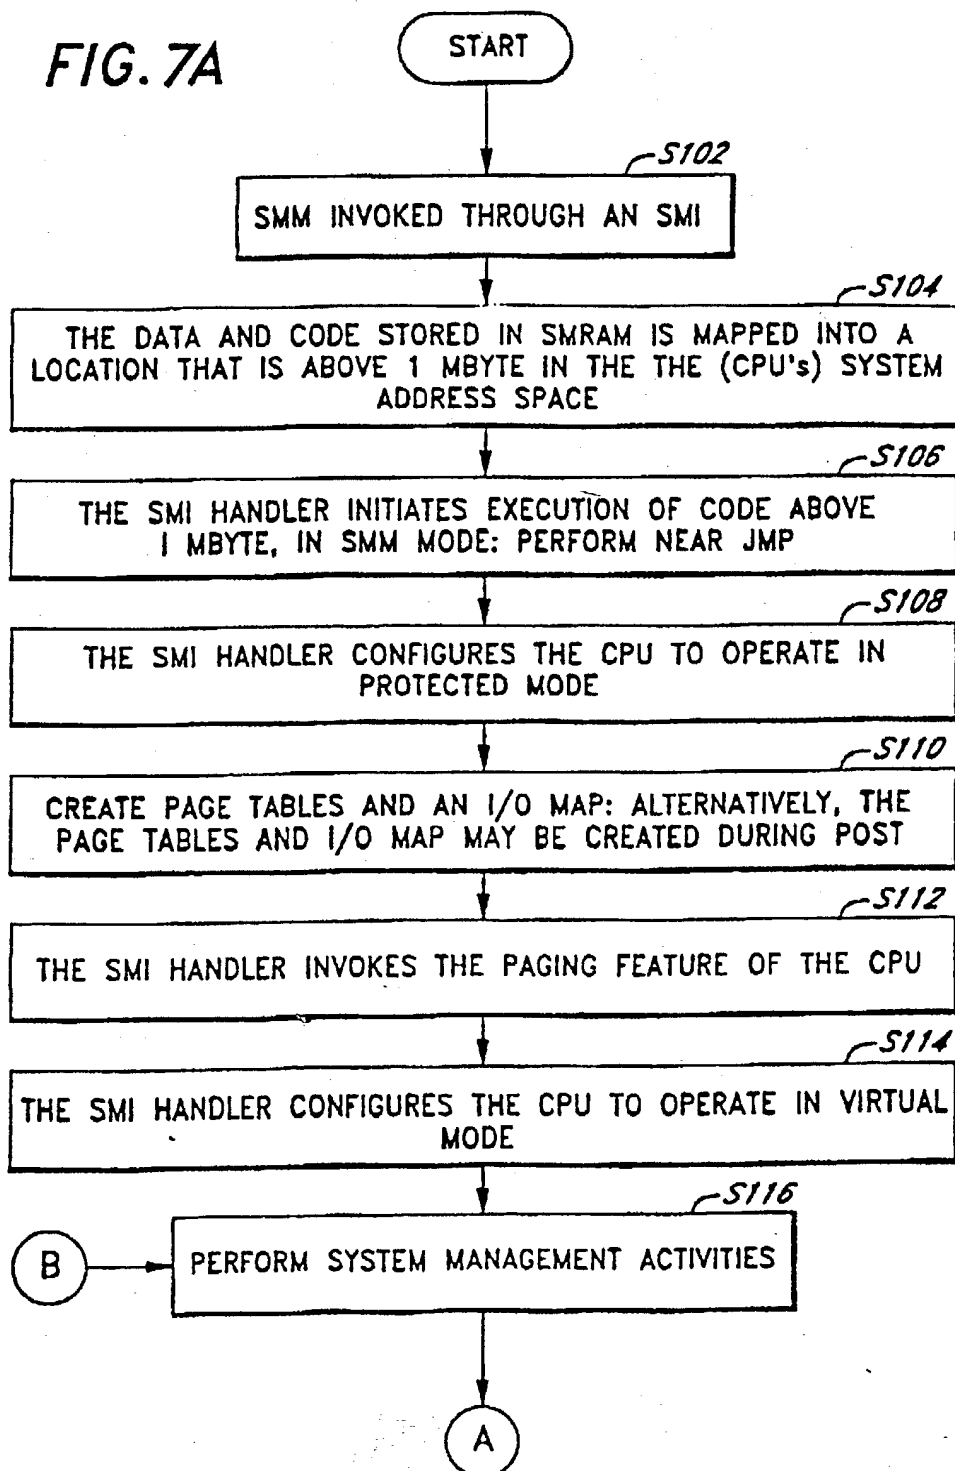 FIG. 7A
START
S102
SMM INVOKED THROUGH AN SMI
S104
THE DATA AND CODE STORED IN SMRAM IS MAPPED INTO A
LOCATION THAT IS ABOVE 1 MBYTE IN THE THE (CPU's) SYSTEM
ADDRESS SPACE
S106
THE SMI HANDLER INITIATES EXECUTION OF CODE ABOVE
1 MBYTE, IN SMM MODE: PERFORM NEAR JMP
S108
THE SMI HANDLER CONFIGURES THE CPU TO OPERATE IN
PROTECTED MODE
S110
CREATE PAGE TABLES AND AN I/O MAP: ALTERNATIVELY, THE
PAGE TABLES AND I/O MAP MAY BE CREATED DURING POST
S112
THE SMI HANDLER INVOKES THE PAGING FEATURE OF THE CPU
S114
THE SMI HANDLER CONFIGURES THE CPU TO OPERATE IN VIRTUAL
MODE
S116
B
PERFORM SYSTEM MANAGEMENT ACTIVITIES
A